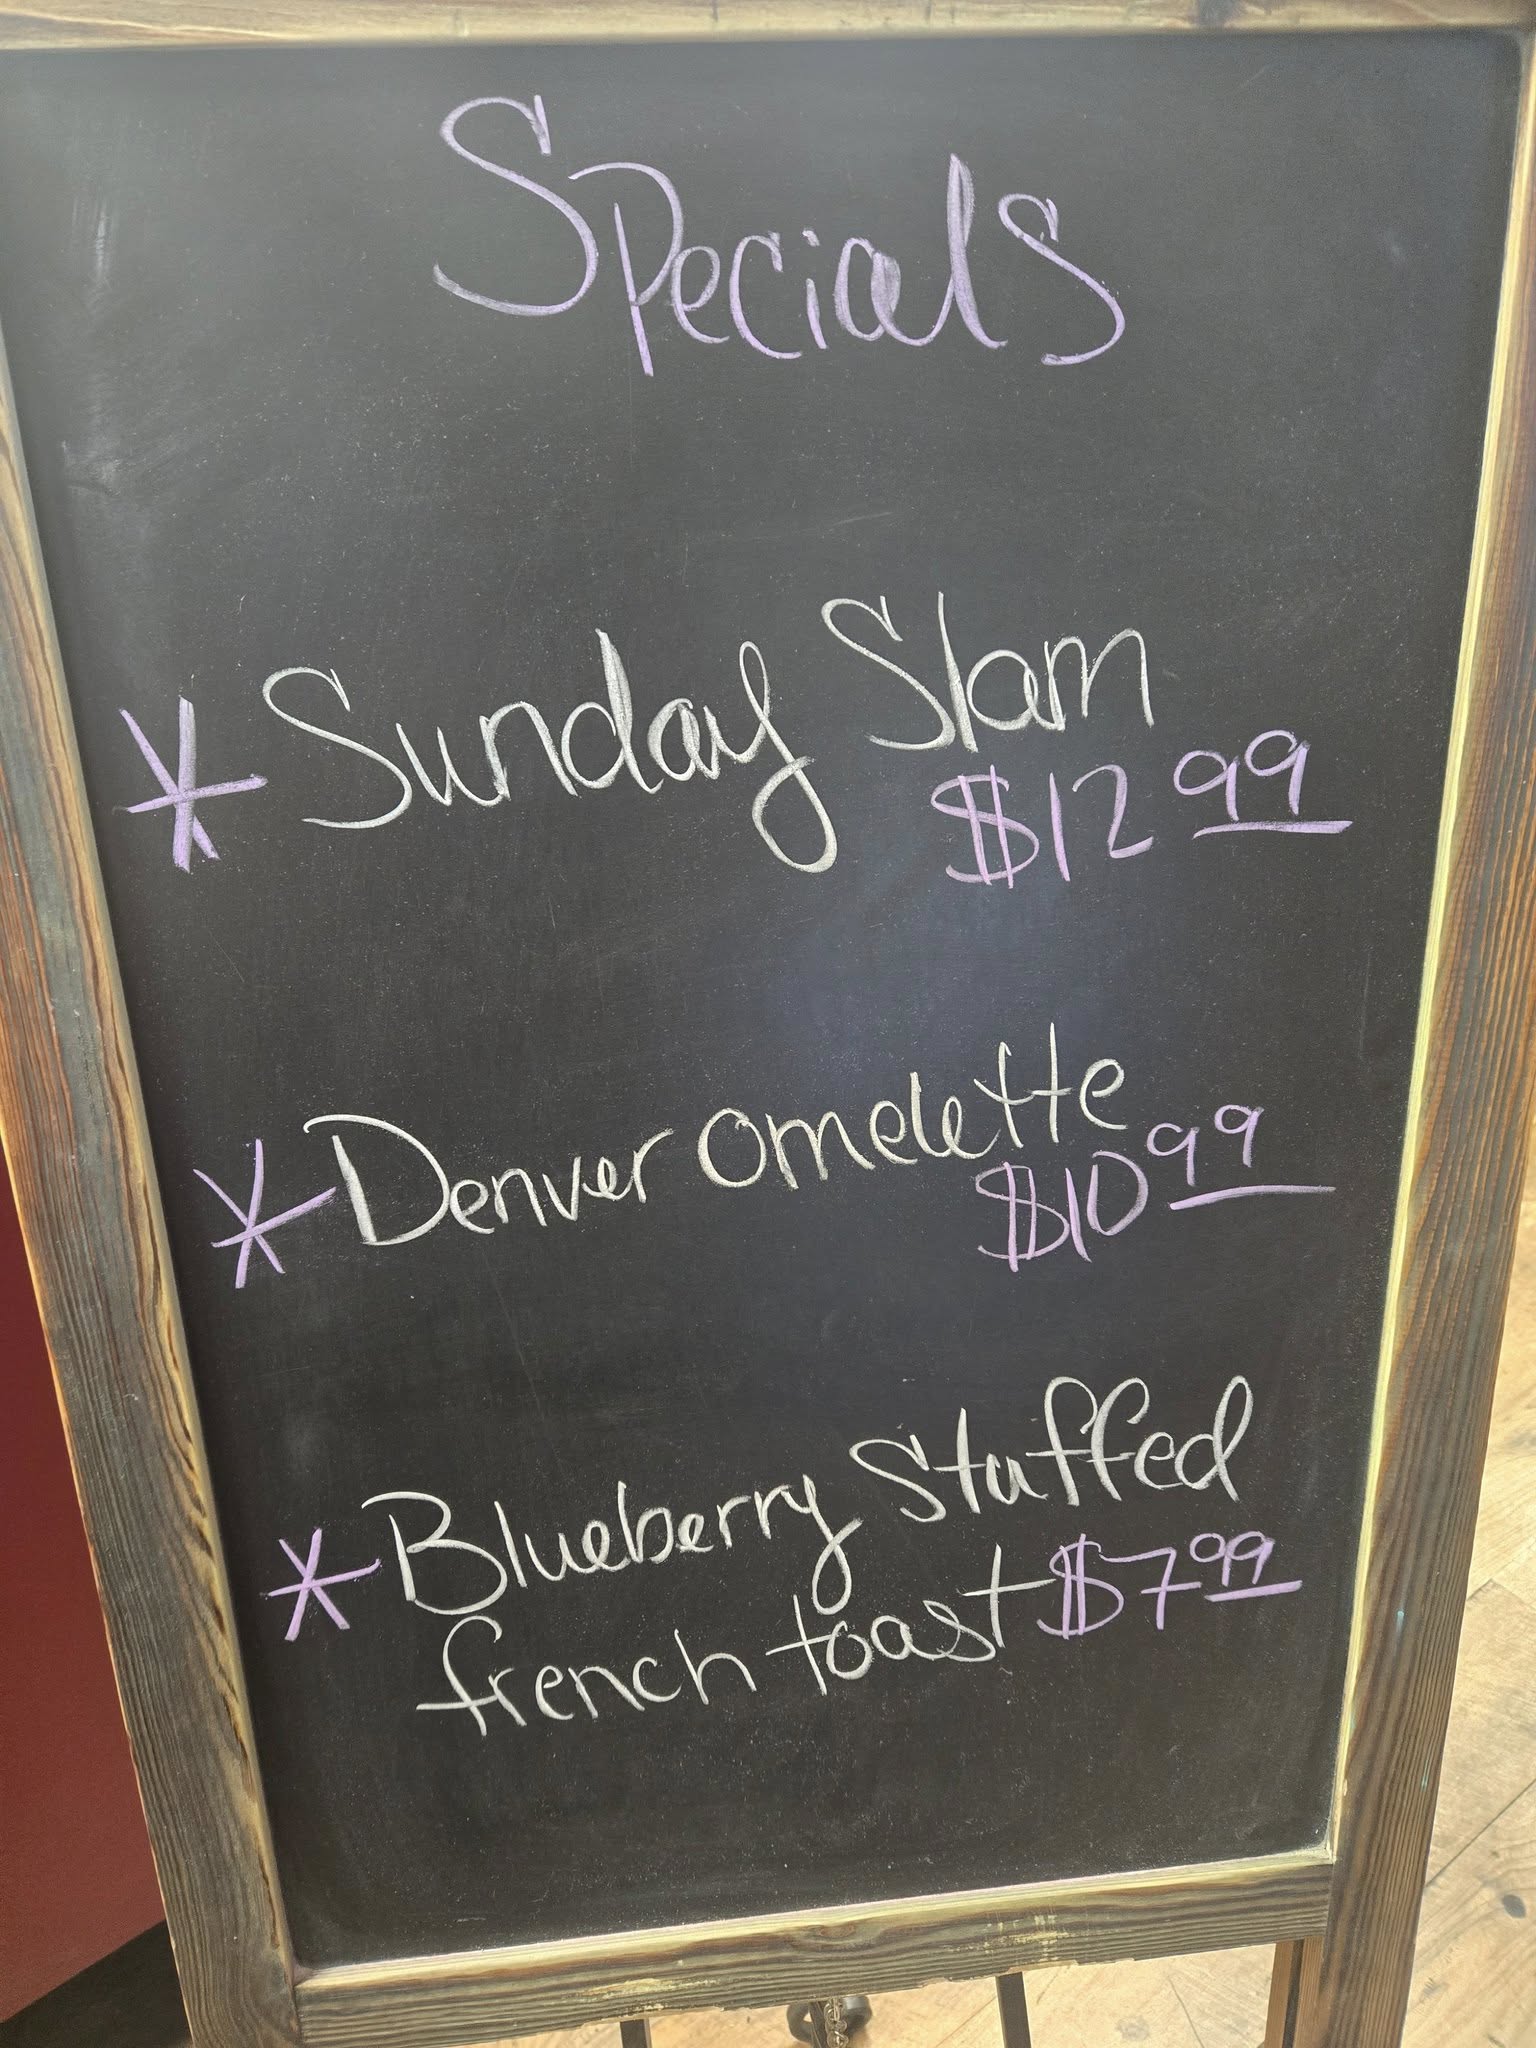 Specials
* Sunday Slam
$12 99
* Denver omelette
$10 99
* Blueberry Stuffed
french toast $7 99